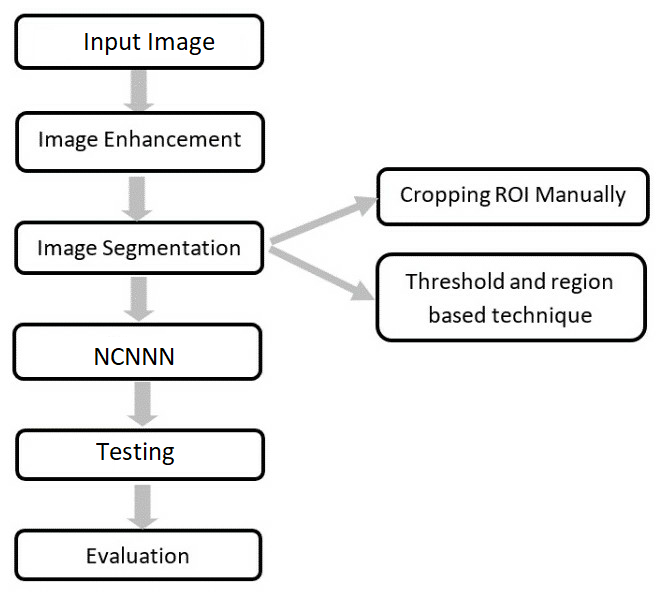 Input Image
Image Enhancement
Image Segmentation
Cropping ROI Manually
Threshold and region
based technique
NCNNN
Testing
Evaluation